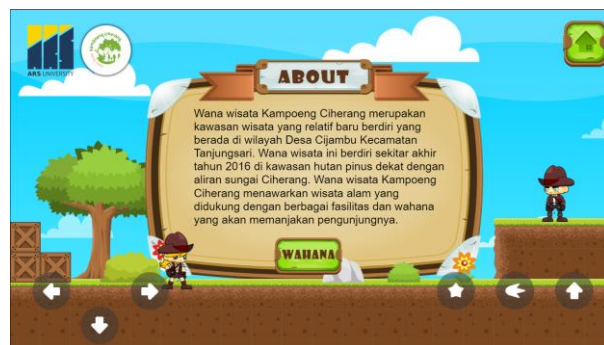 ARS UNIVERSITY
ABOUT
Wana wisata Kampoeng Ciherang merupakan
kawasan wisata yang relatif baru berdiri yang
berada di wilayah Desa Cijambu Kecamatan
Tanjungsari. Wana wisata ini berdiri sekitar akhir
tahun 2016 di kawasan hutan pinus dekat dengan
aliran sungai Ciherang. Wana wisata Kampoeng
Ciherang menawarkan wisata alam yang
didukung dengan berbagai fasilitas dan wahana
yang akan memanjakan pengunjungnya.
WAHANA